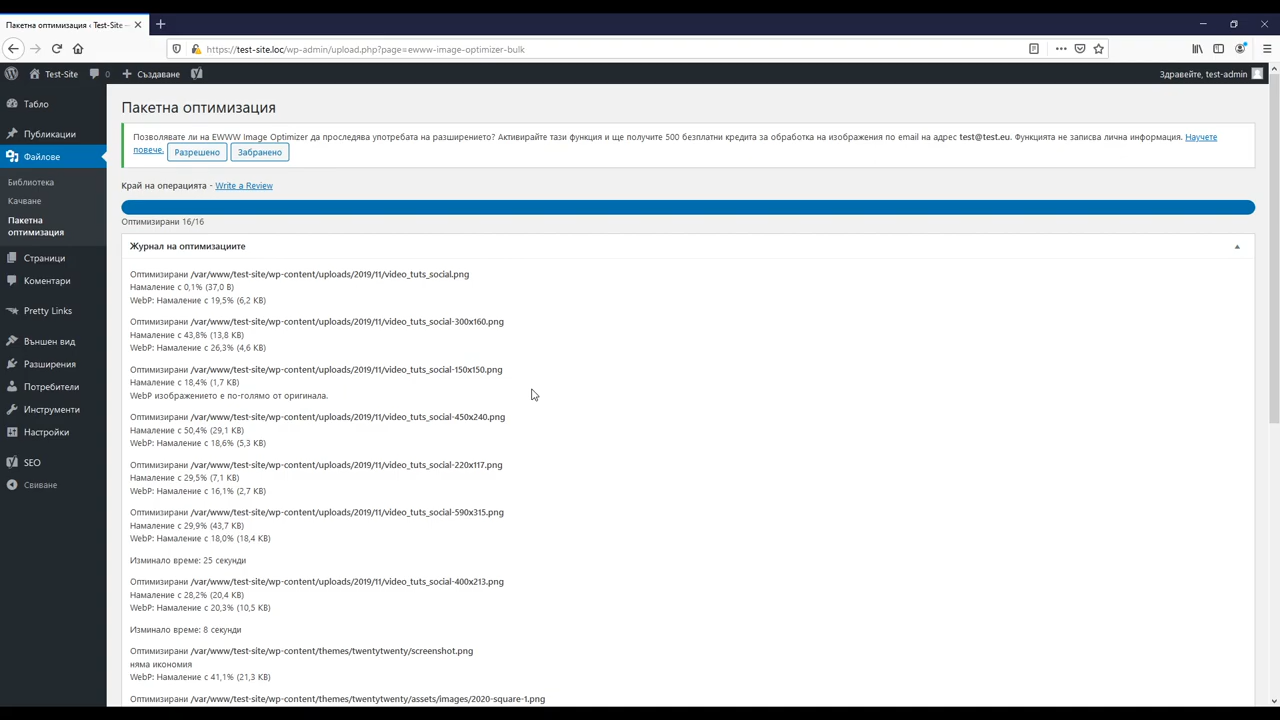 Пакетна оптимизация ‹ Test-Site —
https://test-site.loc/wp-admin/upload.php?page=ewww-image-optimizer-bulk
Test-Site 0 Създаване
Здравейте, test-admin
Табло
Публикации
Файлове
Библиотека
Качване
Пакетна
оптимизация
Страници
Коментари
Pretty Links
Външен вид
Разширения
Потребители
Инструменти
Настройки
SEO
Свиване
Пакетна оптимизация
Позволявате ли на EWWW Image Optimizer да проследява употребата на разширението? Активирайте тази функция и ще получите 500 безплатни кредита за обработка на изображения по email на адрес test@test.eu. Функцията не записва лична информация. Научете
повече. Разрешено Забранено
Край на операцията - Write a Review
Оптимизирани 16/16
Журнал на оптимизациите
Оптимизирани /var/www/test-site/wp-content/uploads/2019/11/video_tuts_social.png
Намаление с 0,1% (37,0 B)
WebP: Намаление с 19,5% (6,2 KB)
Оптимизирани /var/www/test-site/wp-content/uploads/2019/11/video_tuts_social-300x160.png
Намаление с 43,8% (13,8 KB)
WebP: Намаление с 26,3% (4,6 KB)
Оптимизирани /var/www/test-site/wp-content/uploads/2019/11/video_tuts_social-150x150.png
Намаление с 18,4% (1,7 KB)
WebP изображението е по-голямо от оригинала.
Оптимизирани /var/www/test-site/wp-content/uploads/2019/11/video_tuts_social-450x240.png
Намаление с 50,4% (29,1 KB)
WebP: Намаление с 18,6% (5,3 KB)
Оптимизирани /var/www/test-site/wp-content/uploads/2019/11/video_tuts_social-220x117.png
Намаление с 29,5% (7,1 KB)
WebP: Намаление с 16,1% (2,7 KB)
Оптимизирани /var/www/test-site/wp-content/uploads/2019/11/video_tuts_social-590x315.png
Намаление с 29,9% (43,7 KB)
WebP: Намаление с 18,0% (18,4 KB)
Изминало време: 25 секунди
Оптимизирани /var/www/test-site/wp-content/uploads/2019/11/video_tuts_social-400x213.png
Намаление с 28,2% (20,4 KB)
WebP: Намаление с 20,3% (10,5 KB)
Изминало време: 8 секунди
Оптимизирани /var/www/test-site/wp-content/themes/twentytwenty/screenshot.png
няма икономия
WebP: Намаление с 41,1% (21,3 KB)
Оптимизирани /var/www/test-site/wp-content/themes/twentytwenty/assets/images/2020-square-1.png